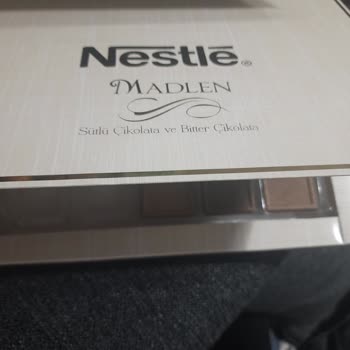 Nestlé®
MADLEN
Sütlü Çikolata ve Bitter Çikolata